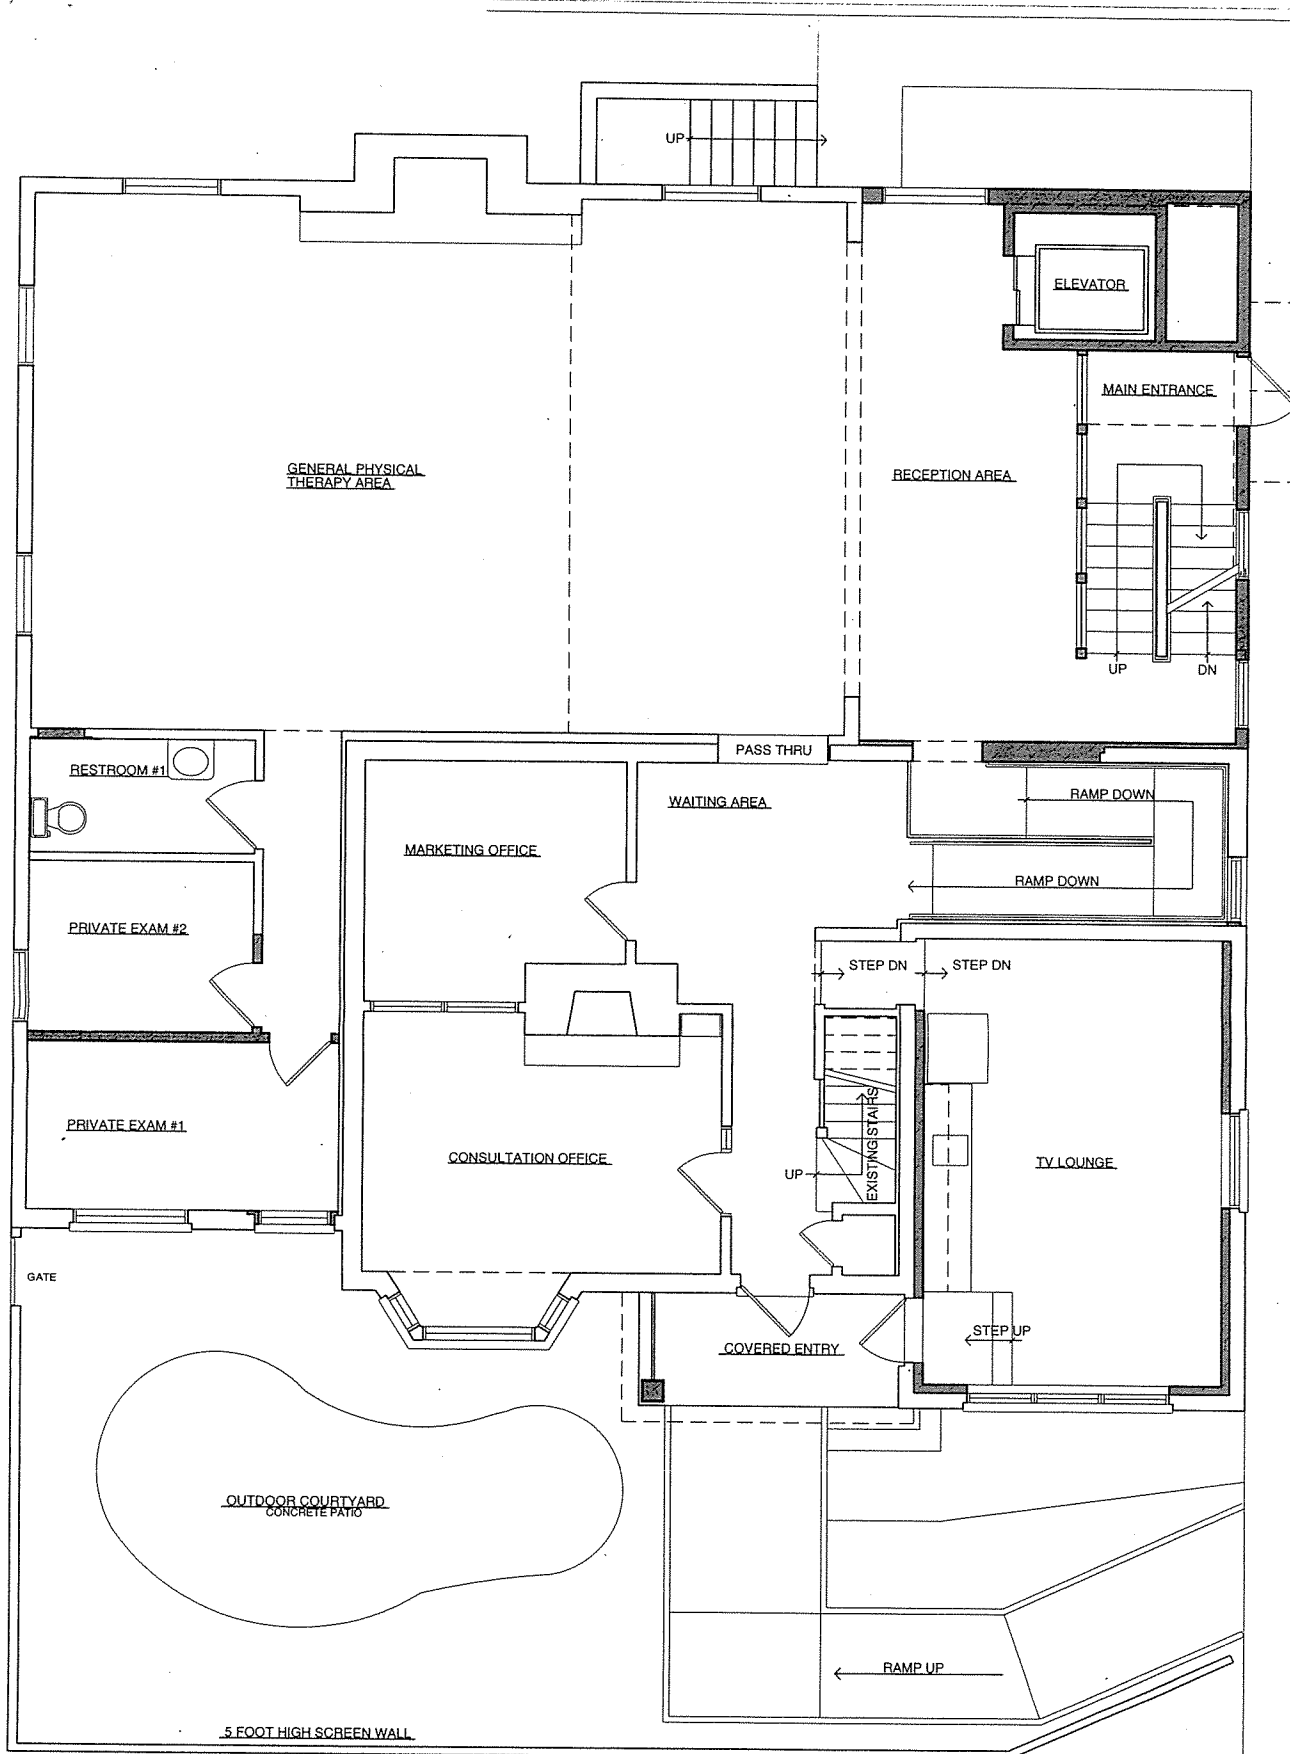 UP
ELEVATOR
MAIN ENTRANCE
GENERAL PHYSICAL
THERAPY AREA
RECEPTION AREA
UP
DN
PASS THRU
RESTROOM #1
WAITING AREA
RAMP DOWN
MARKETING OFFICE
RAMP DOWN
PRIVATE EXAM #2
STEP DN
STEP DN
PRIVATE EXAM #1
EXISTING STAIRS
CONSULTATION OFFICE
UP
TV LOUNGE
GATE
STEP UP
COVERED ENTRY
OUTDOOR COURTYARD
CONCRETE PATIO
RAMP UP
5 FOOT HIGH SCREEN WALL